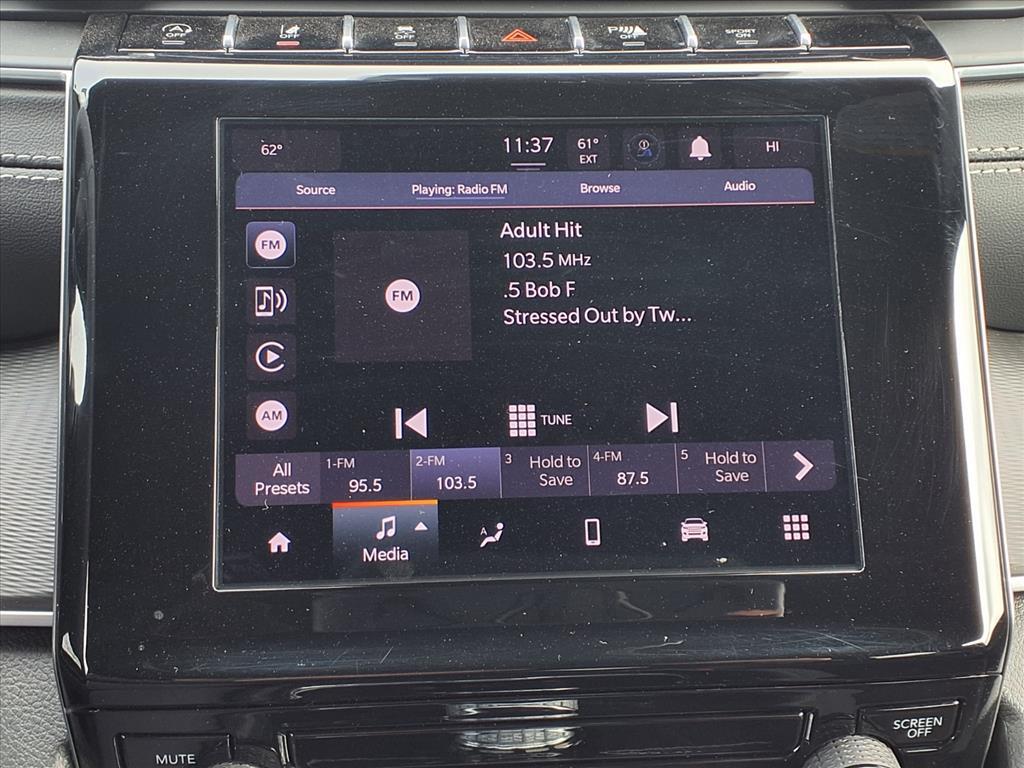 OFF
OFF
OFF
P OFF
SPORT
ON
62°
11:37
61°
EXT
HI
Source
Playing: Radio FM
Browse
Audio
FM
AM
FM
Adult Hit
103.5 MHz
.5 Bob F
Stressed Out by Tw...
TUNE
All
Presets
1-FM
95.5
2-FM
103.5
3
Hold to
Save
4-FM
87.5
5
Hold to
Save
Media
A
MUTE
SCREEN
OFF